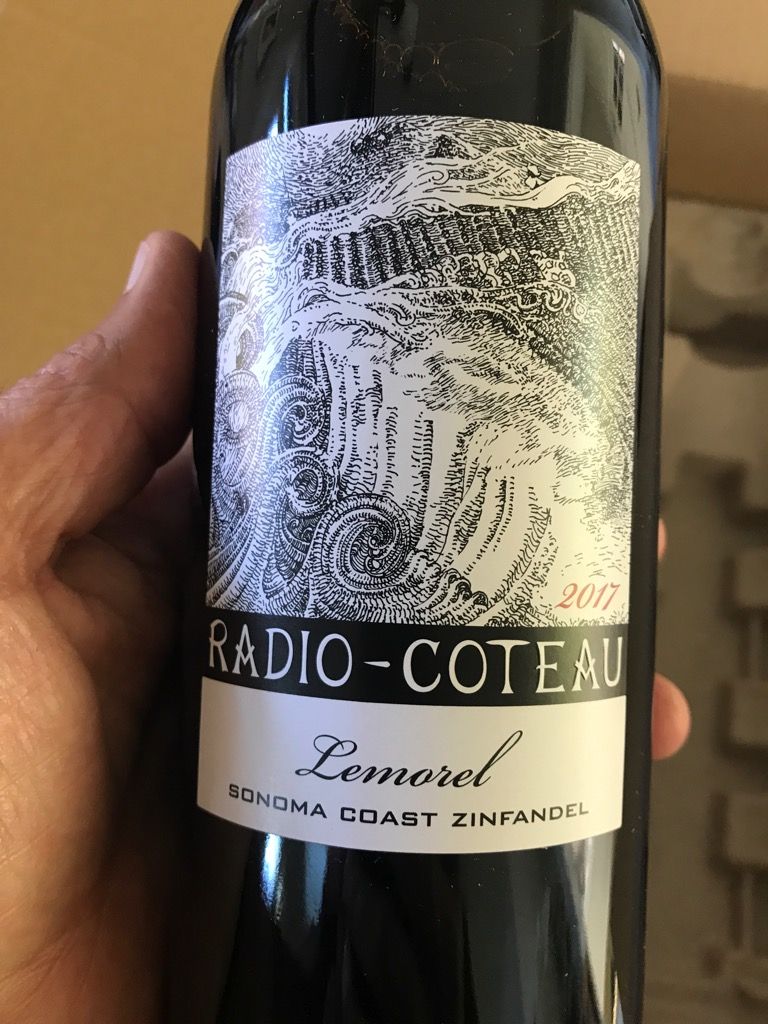 2017
RADIO-COTEAU
Lemorel
SONOMA COAST ZINFANDEL